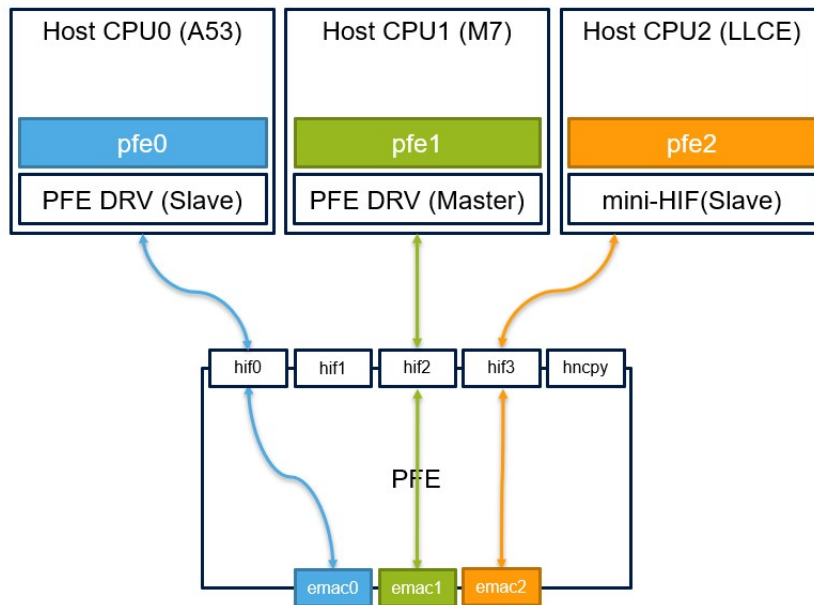 Host CPU0 (A53)
Host CPU1 (M7)
Host CPU2 (LLCE)
pfe0
pfe1
pfe2
PFE DRV (Slave)
PFE DRV (Master)
mini-HIF(Slave)
hif0
hif1
hif2
hif3
hncpy
PFE
emac0
emac1
emac2